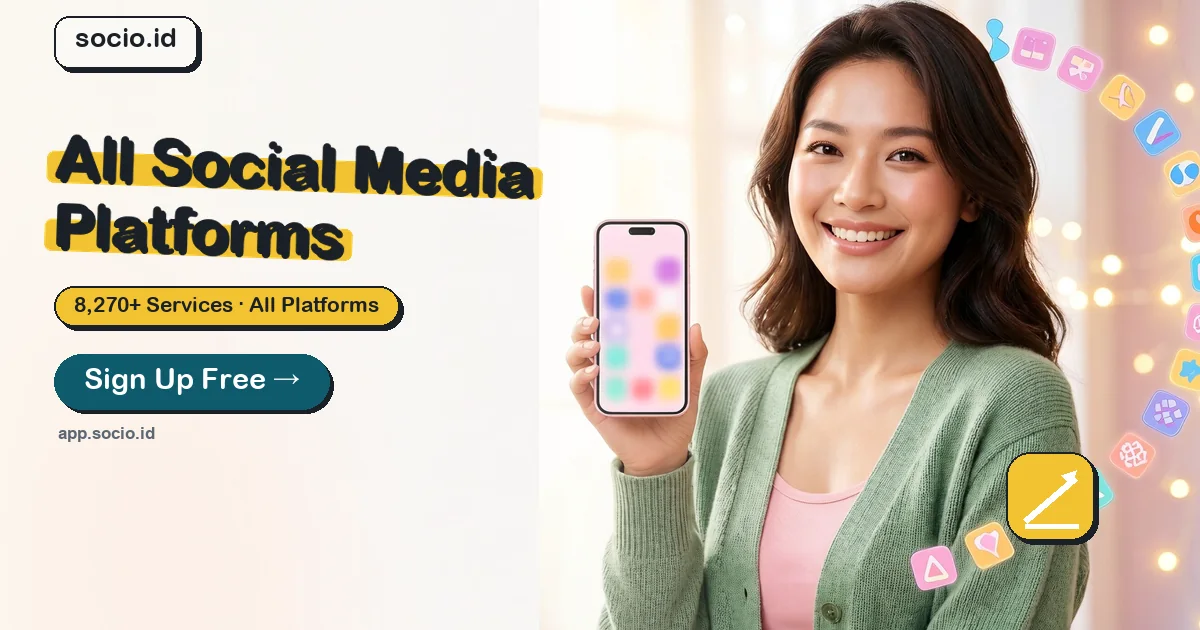 socio.id
All Social Media
Platforms
8,270+ Services · All Platforms
Sign Up Free →
app.socio.id